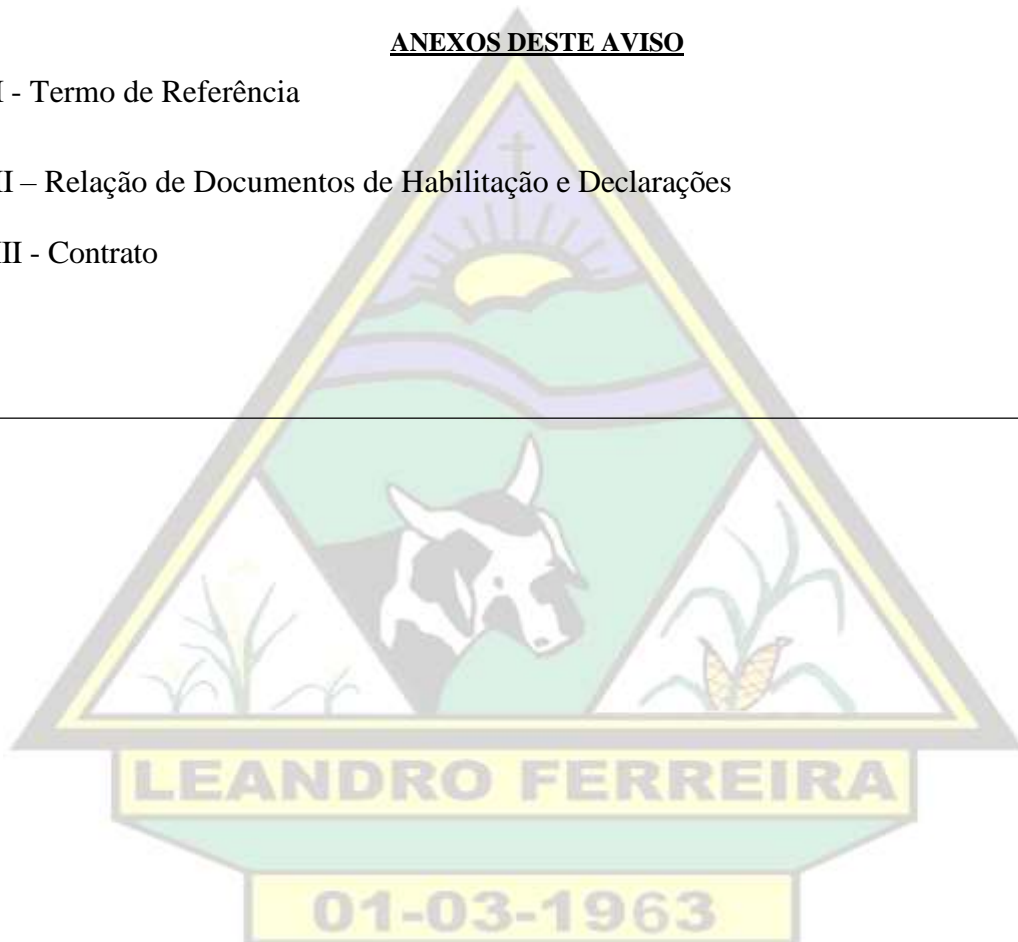 ANEXOS DESTE AVISO
I - Termo de Referência
II – Relação de Documentos de Habilitação e Declarações
III - Contrato
LEANDRO FERREIRA
01-03-1963